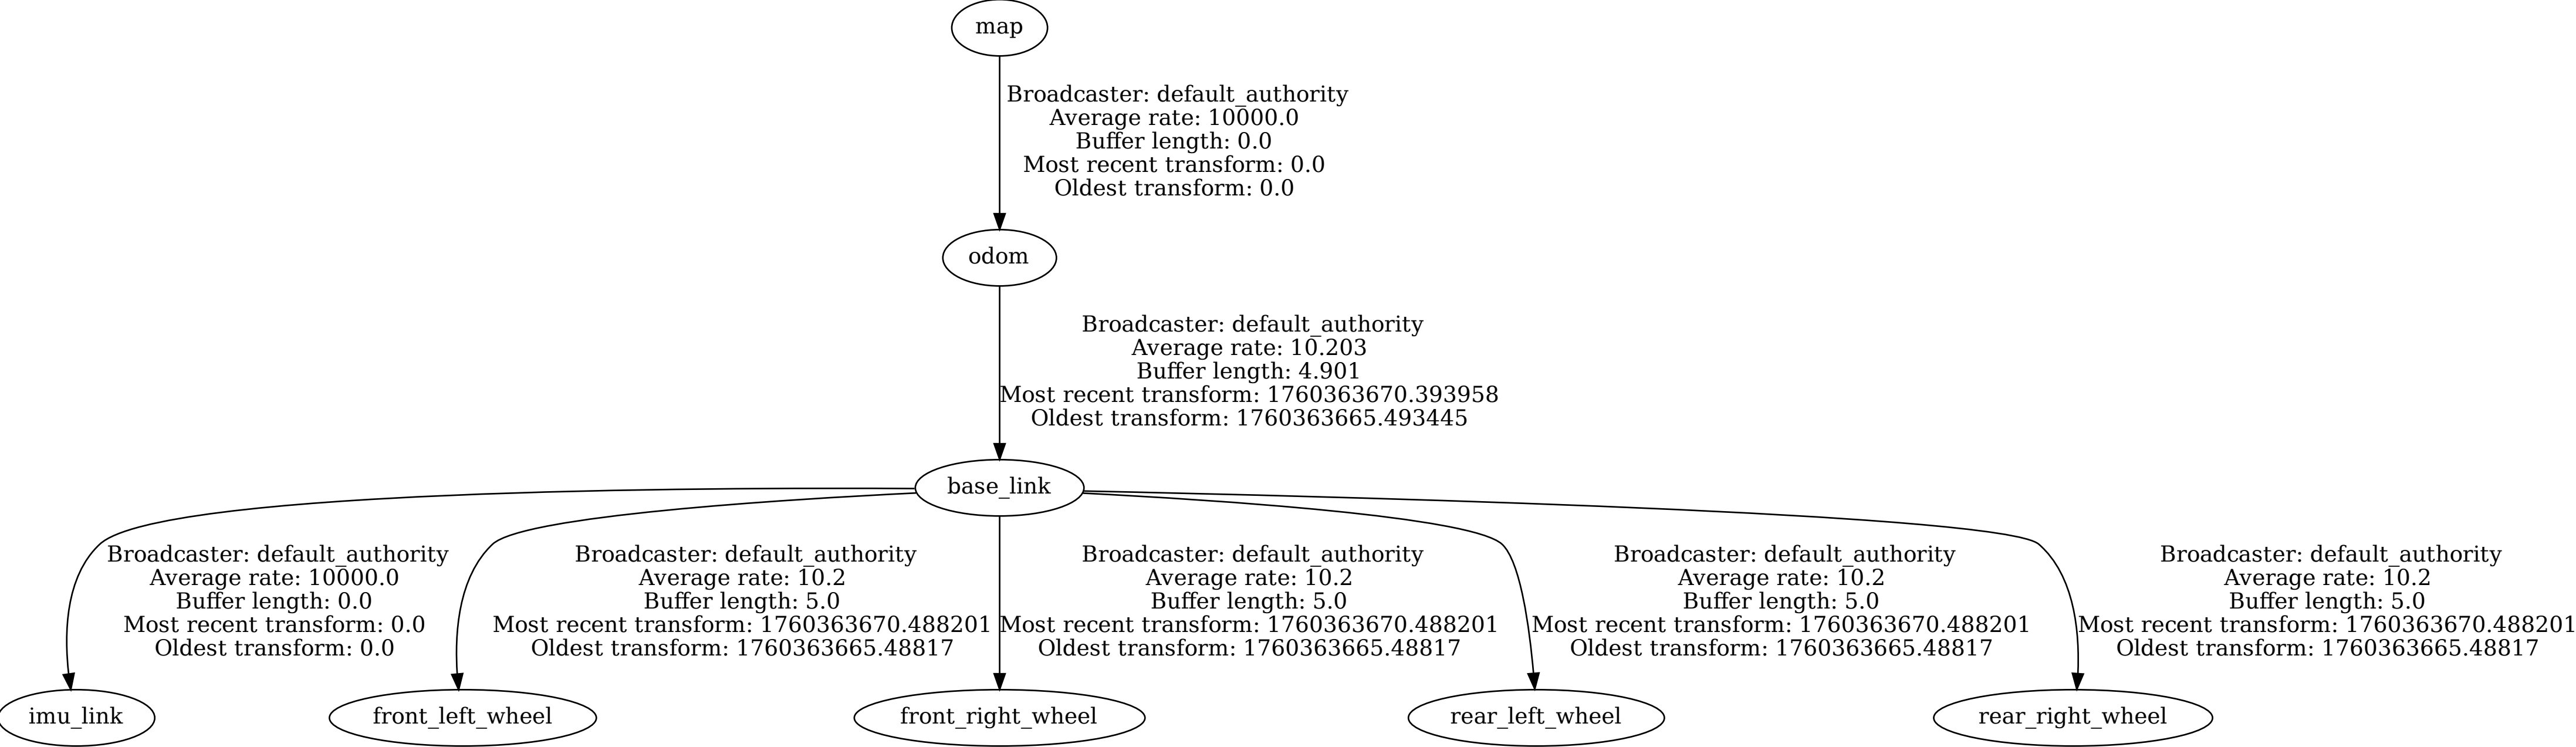 map
Broadcaster: default_authority
Average rate: 10000.0
Buffer length: 0.0
Most recent transform: 0.0
Oldest transform: 0.0
odom
Broadcaster: default_authority
Average rate: 10.203
Buffer length: 4.901
Most recent transform: 1760363670.393958
Oldest transform: 1760363665.493445
base_link
Broadcaster: default_authority
Average rate: 10000.0
Buffer length: 0.0
Most recent transform: 0.0
Oldest transform: 0.0
Broadcaster: default_authority
Average rate: 10.2
Buffer length: 5.0
Most recent transform: 1760363670.488201
Oldest transform: 1760363665.48817
Broadcaster: default_authority
Average rate: 10.2
Buffer length: 5.0
Most recent transform: 1760363670.488201
Oldest transform: 1760363665.48817
Broadcaster: default_authority
Average rate: 10.2
Buffer length: 5.0
Most recent transform: 1760363670.488201
Oldest transform: 1760363665.48817
Broadcaster: default_authority
Average rate: 10.2
Buffer length: 5.0
Most recent transform: 1760363670.488201
Oldest transform: 1760363665.48817
imu_link
front_left_wheel
front_right_wheel
rear_left_wheel
rear_right_wheel